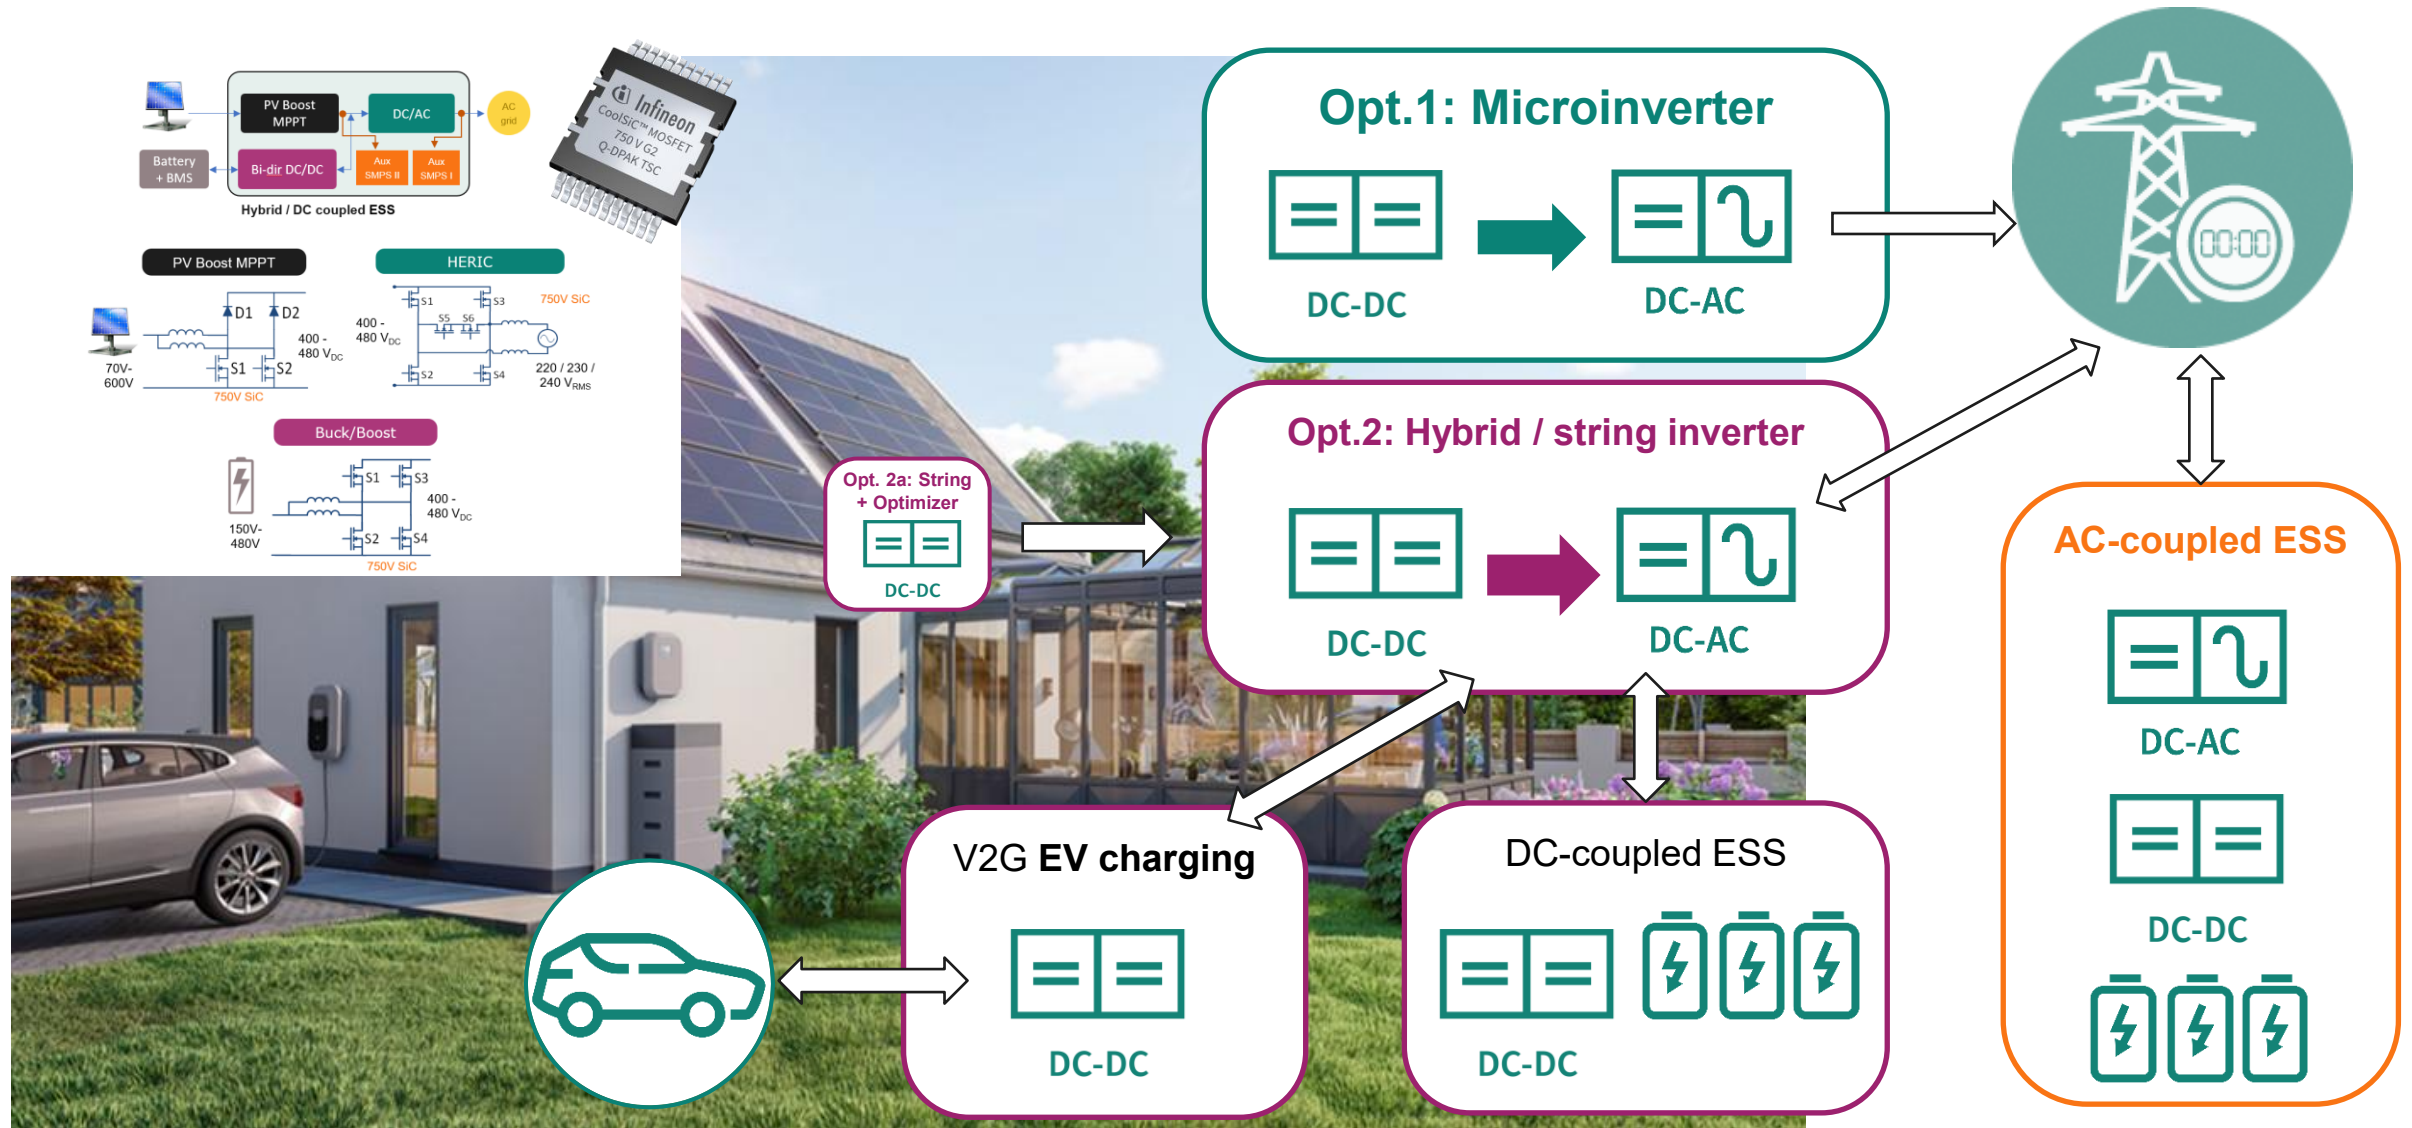 PV Boost
MPPT
DC/AC
AC
grid
Battery
+ BMS
Bi-dir DC/DC
Aux
SMPS II
Aux
SMPS I
Hybrid / DC coupled ESS
Infineon
CoolSiC™ MOSFET
750 V G2
Q-DPAK TSC
PV Boost MPPT
D1
D2
400 -
480 VDC
S1
S2
70V-
600V
750V SiC
HERIC
S1
S3
750V SiC
400 -
480 VDC
S5
S6
S2
S4
220 / 230 /
240 VRMS
Buck/Boost
S1
S3
400 -
480 VDC
150V-
480V
S2
S4
750V SiC
Opt.1: Microinverter
DC-DC
DC-AC
00:00
Opt. 2a: String
+ Optimizer
DC-DC
Opt.2: Hybrid / string inverter
DC-DC
DC-AC
AC-coupled ESS
DC-AC
DC-DC
V2G EV charging
DC-DC
DC-coupled ESS
DC-DC